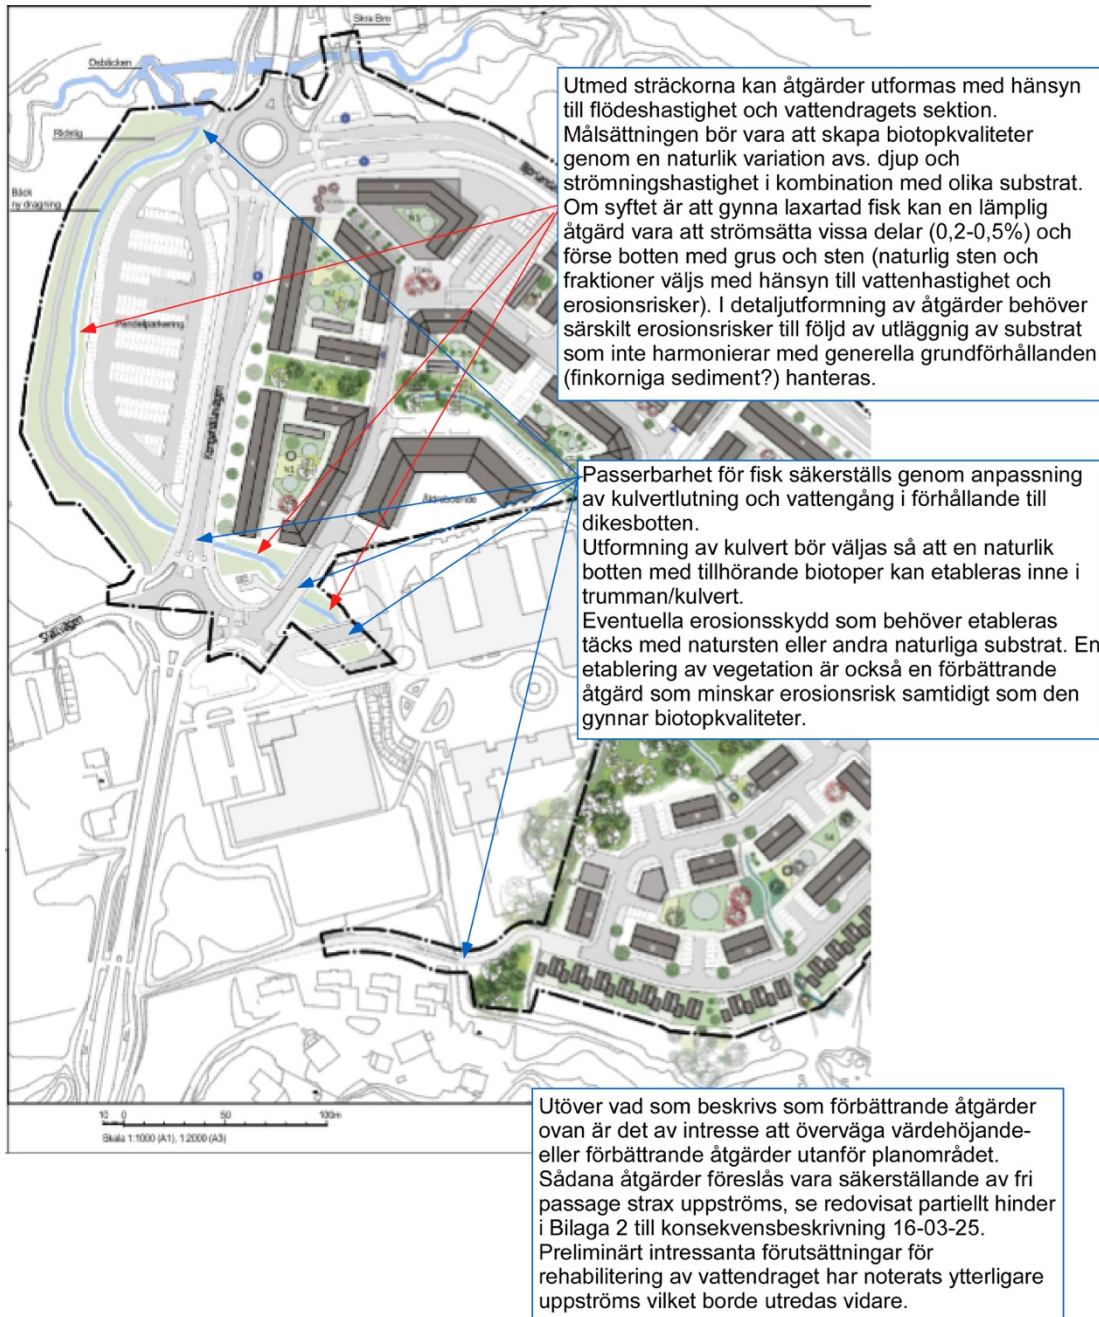 Skra Bro
Osbäcken
Ridstig
Bäck
ny dragning
Pendelparkering
Kongahällavägen
TORG
N1
Äldreboende
10 0 50 100m
Skala 1:1000 (A1), 1:2000 (A3)
Utmed sträckorna kan åtgärder utformas med hänsyn
till flödeshastighet och vattendragets sektion.
Målsättningen bör vara att skapa biotopkvaliteter
genom en naturlig variation avs. djup och
strömningshastighet i kombination med olika substrat.
Om syftet är att gynna laxartad fisk kan en lämplig
åtgärd vara att strömsätta vissa delar (0,2-0,5%) och
förse botten med grus och sten (naturlig sten och
fraktioner väljs med hänsyn till vattenhastighet och
erosionsrisker). I detaljutformning av åtgärder behöver
särskilt erosionsrisker till följd av utläggnig av substrat
som inte harmonierar med generella grundförhållanden
(finkorniga sediment?) hanteras.
Passerbarhet för fisk säkerställs genom anpassning
av kulvertlutning och vattengång i förhållande till
dikesbotten.
Utformning av kulvert bör väljas så att en naturlig
botten med tillhörande biotoper kan etableras inne i
trumman/kulvert.
Eventuella erosionsskydd som behöver etableras
täcks med natursten eller andra naturliga substrat. En
etablering av vegetation är också en förbättrande
åtgärd som minskar erosionsrisk samtidigt som den
gynnar biotopkvaliteter.
Utöver vad som beskrivs som förbättrande åtgärder
ovan är det av intresse att överväga värdehöjande-
eller förbättrande åtgärder utanför planområdet.
Sådana åtgärder föreslås vara säkerställande av fri
passage strax uppströms, se redovisat partiellt hinder
i Bilaga 2 till konsekvensbeskrivning 16-03-25.
Preliminärt intressanta förutsättningar för
rehabilitering av vattendraget har noterats ytterligare
uppströms vilket borde utredas vidare.